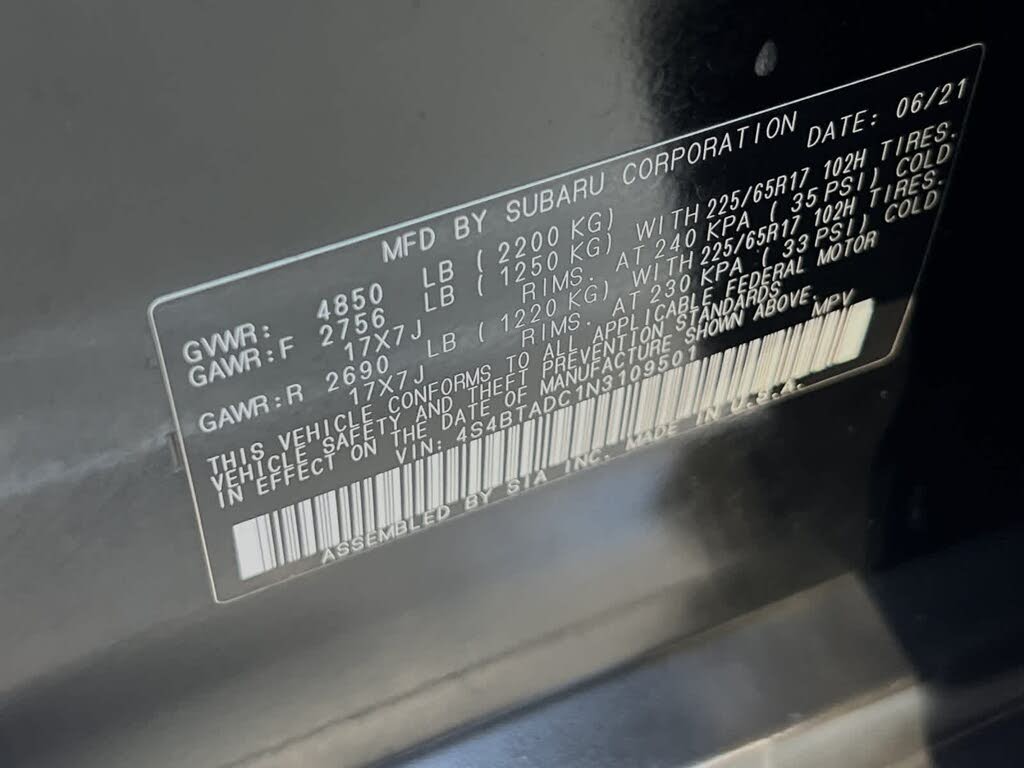 MFD BY SUBARU CORPORATION DATE: 06/21
GVWR: 4850 LB ( 2200 KG)
GAWR:F 2756 LB ( 1250 KG) WITH 225/65R17 102H TIRES.
17X7J RIMS. AT 240 KPA ( 35 PSI) COLD
GAWR:R 2690 LB ( 1220 KG) WITH 225/65R17 102H TIRES.
17X7J RIMS. AT 230 KPA ( 33 PSI) COLD.
THIS VEHICLE CONFORMS TO ALL APPLICABLE FEDERAL MOTOR
VEHICLE SAFETY AND THEFT PREVENTION STANDARDS
IN EFFECT ON THE DATE OF MANUFACTURE SHOWN ABOVE.
VIN: 4S4BTADC1N3109501 MPV
ASSEMBLED BY SIA INC. MADE IN U.S.A.